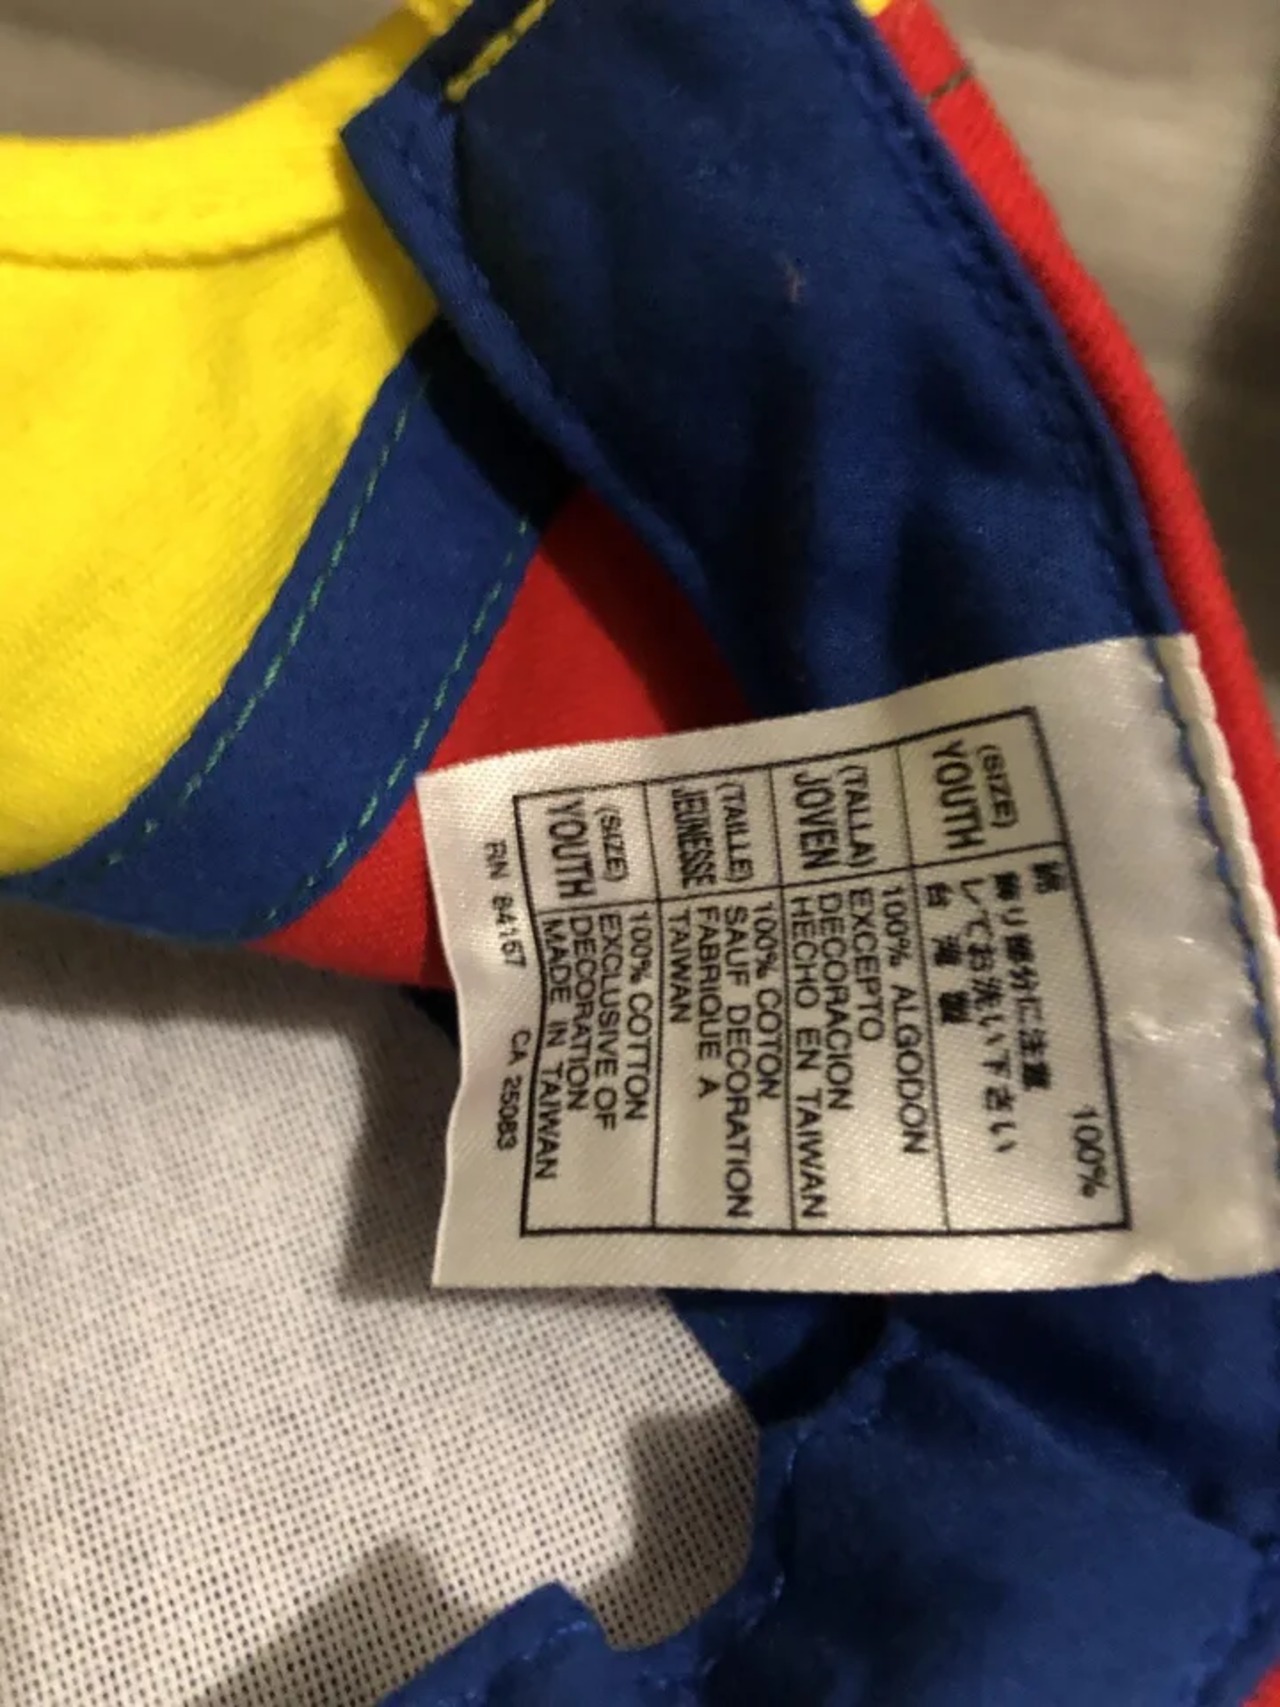 (SIZE)
YOUTH
綿 100%
飾り部分に注意
してお洗い下さい
台湾製
(TALLA)
JOVEN
100% ALGODON
EXCEPTO
DECORACION
HECHO EN TAIWAN
(TAILLE)
JEUNESSE
100% COTON
SAUF DECORATION
FABRIQUE A
TAIWAN
(SIZE)
YOUTH
100% COTTON
EXCLUSIVE OF
DECORATION
MADE IN TAIWAN
RN 84167 CA 25083